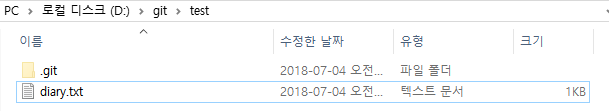 PC > 로컬 디스크 (D:) > git > test
이름 수정한 날짜 유형 크기
.git 2018-07-04 오전... 파일 폴더
diary.txt 2018-07-04 오전... 텍스트 문서 1KB